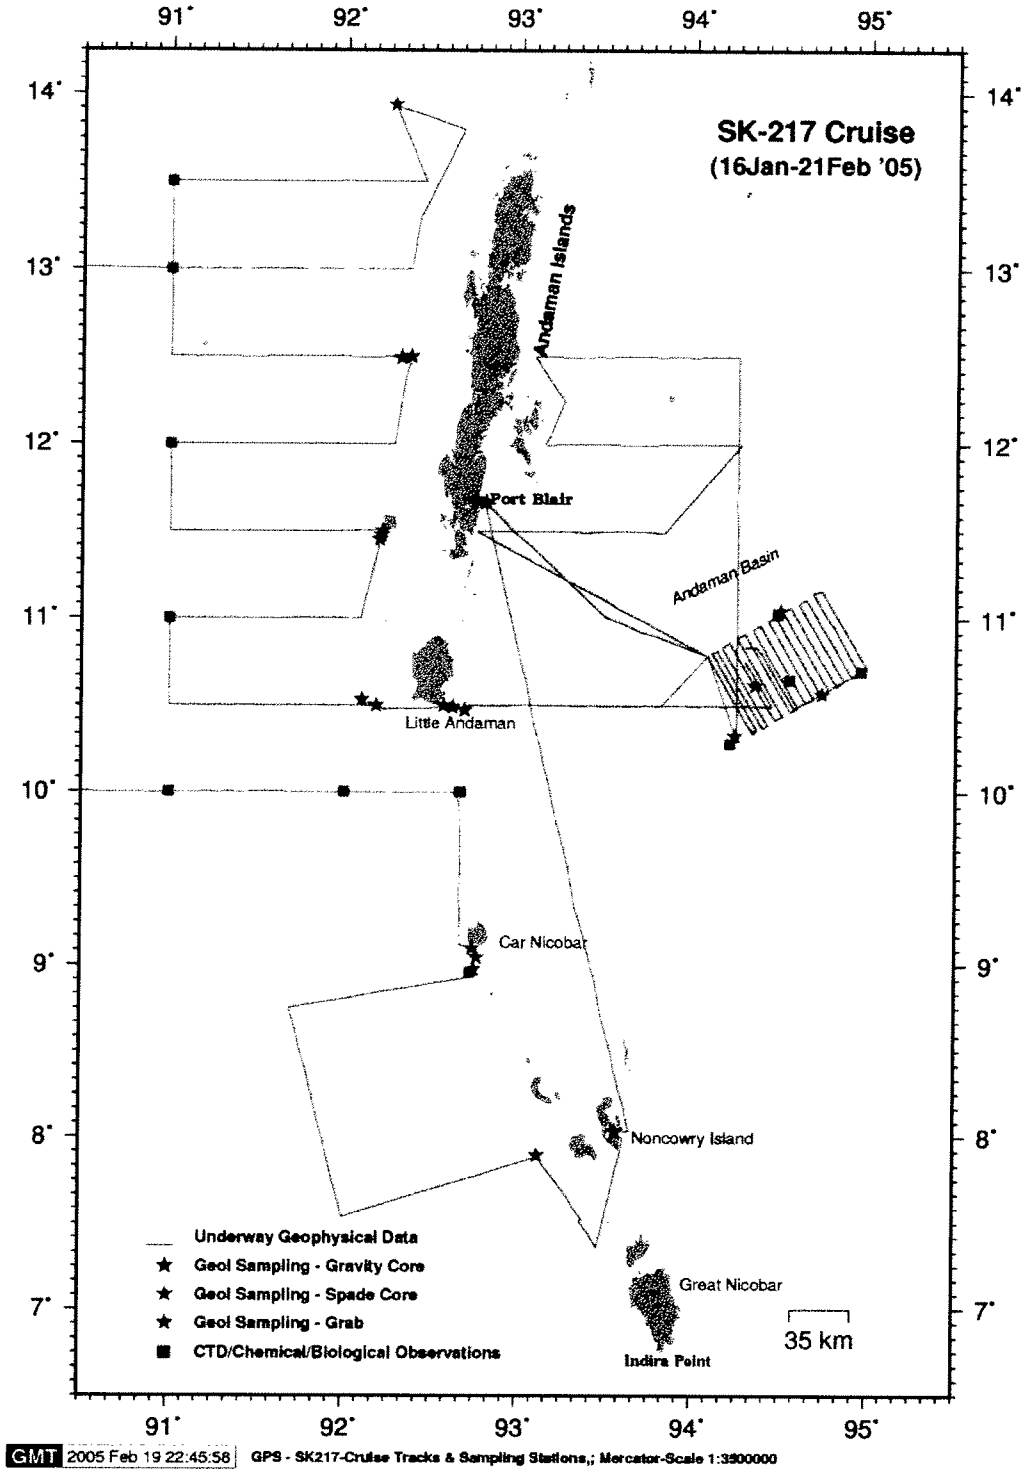 91° 92° 93° 94° 95°
14° 14°
SK-217 Cruise
(16Jan-21Feb '05)
Andaman Islands
13° 13°
12° 12°
Port Blair
Andaman Basin
11° 11°
Little Andaman
10° 10°
Car Nicobar
9° 9°
8° 8°
Noncowry Island
Underway Geophysical Data
Geol Sampling - Gravity Core
Geol Sampling - Spade Core
Geol Sampling - Grab
CTD/Chemical/Biological Observations
Great Nicobar
7° 7°
35 km
Indira Point
91° 92° 93° 94° 95°
GMT 2005 Feb 19 22:45:58 GPS - SK217-Cruise Tracks & Sampling Stations,; Mercator-Scale 1:3500000